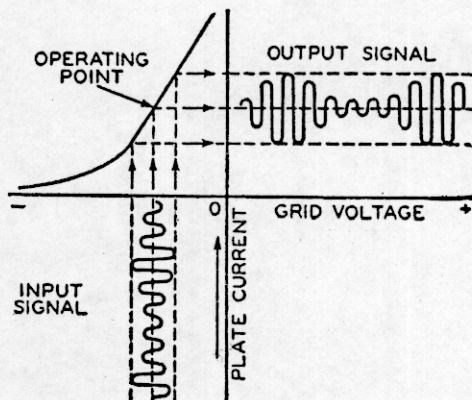 OPERATING
POINT
OUTPUT SIGNAL
−
0
GRID VOLTAGE
+
INPUT
SIGNAL
PLATE CURRENT